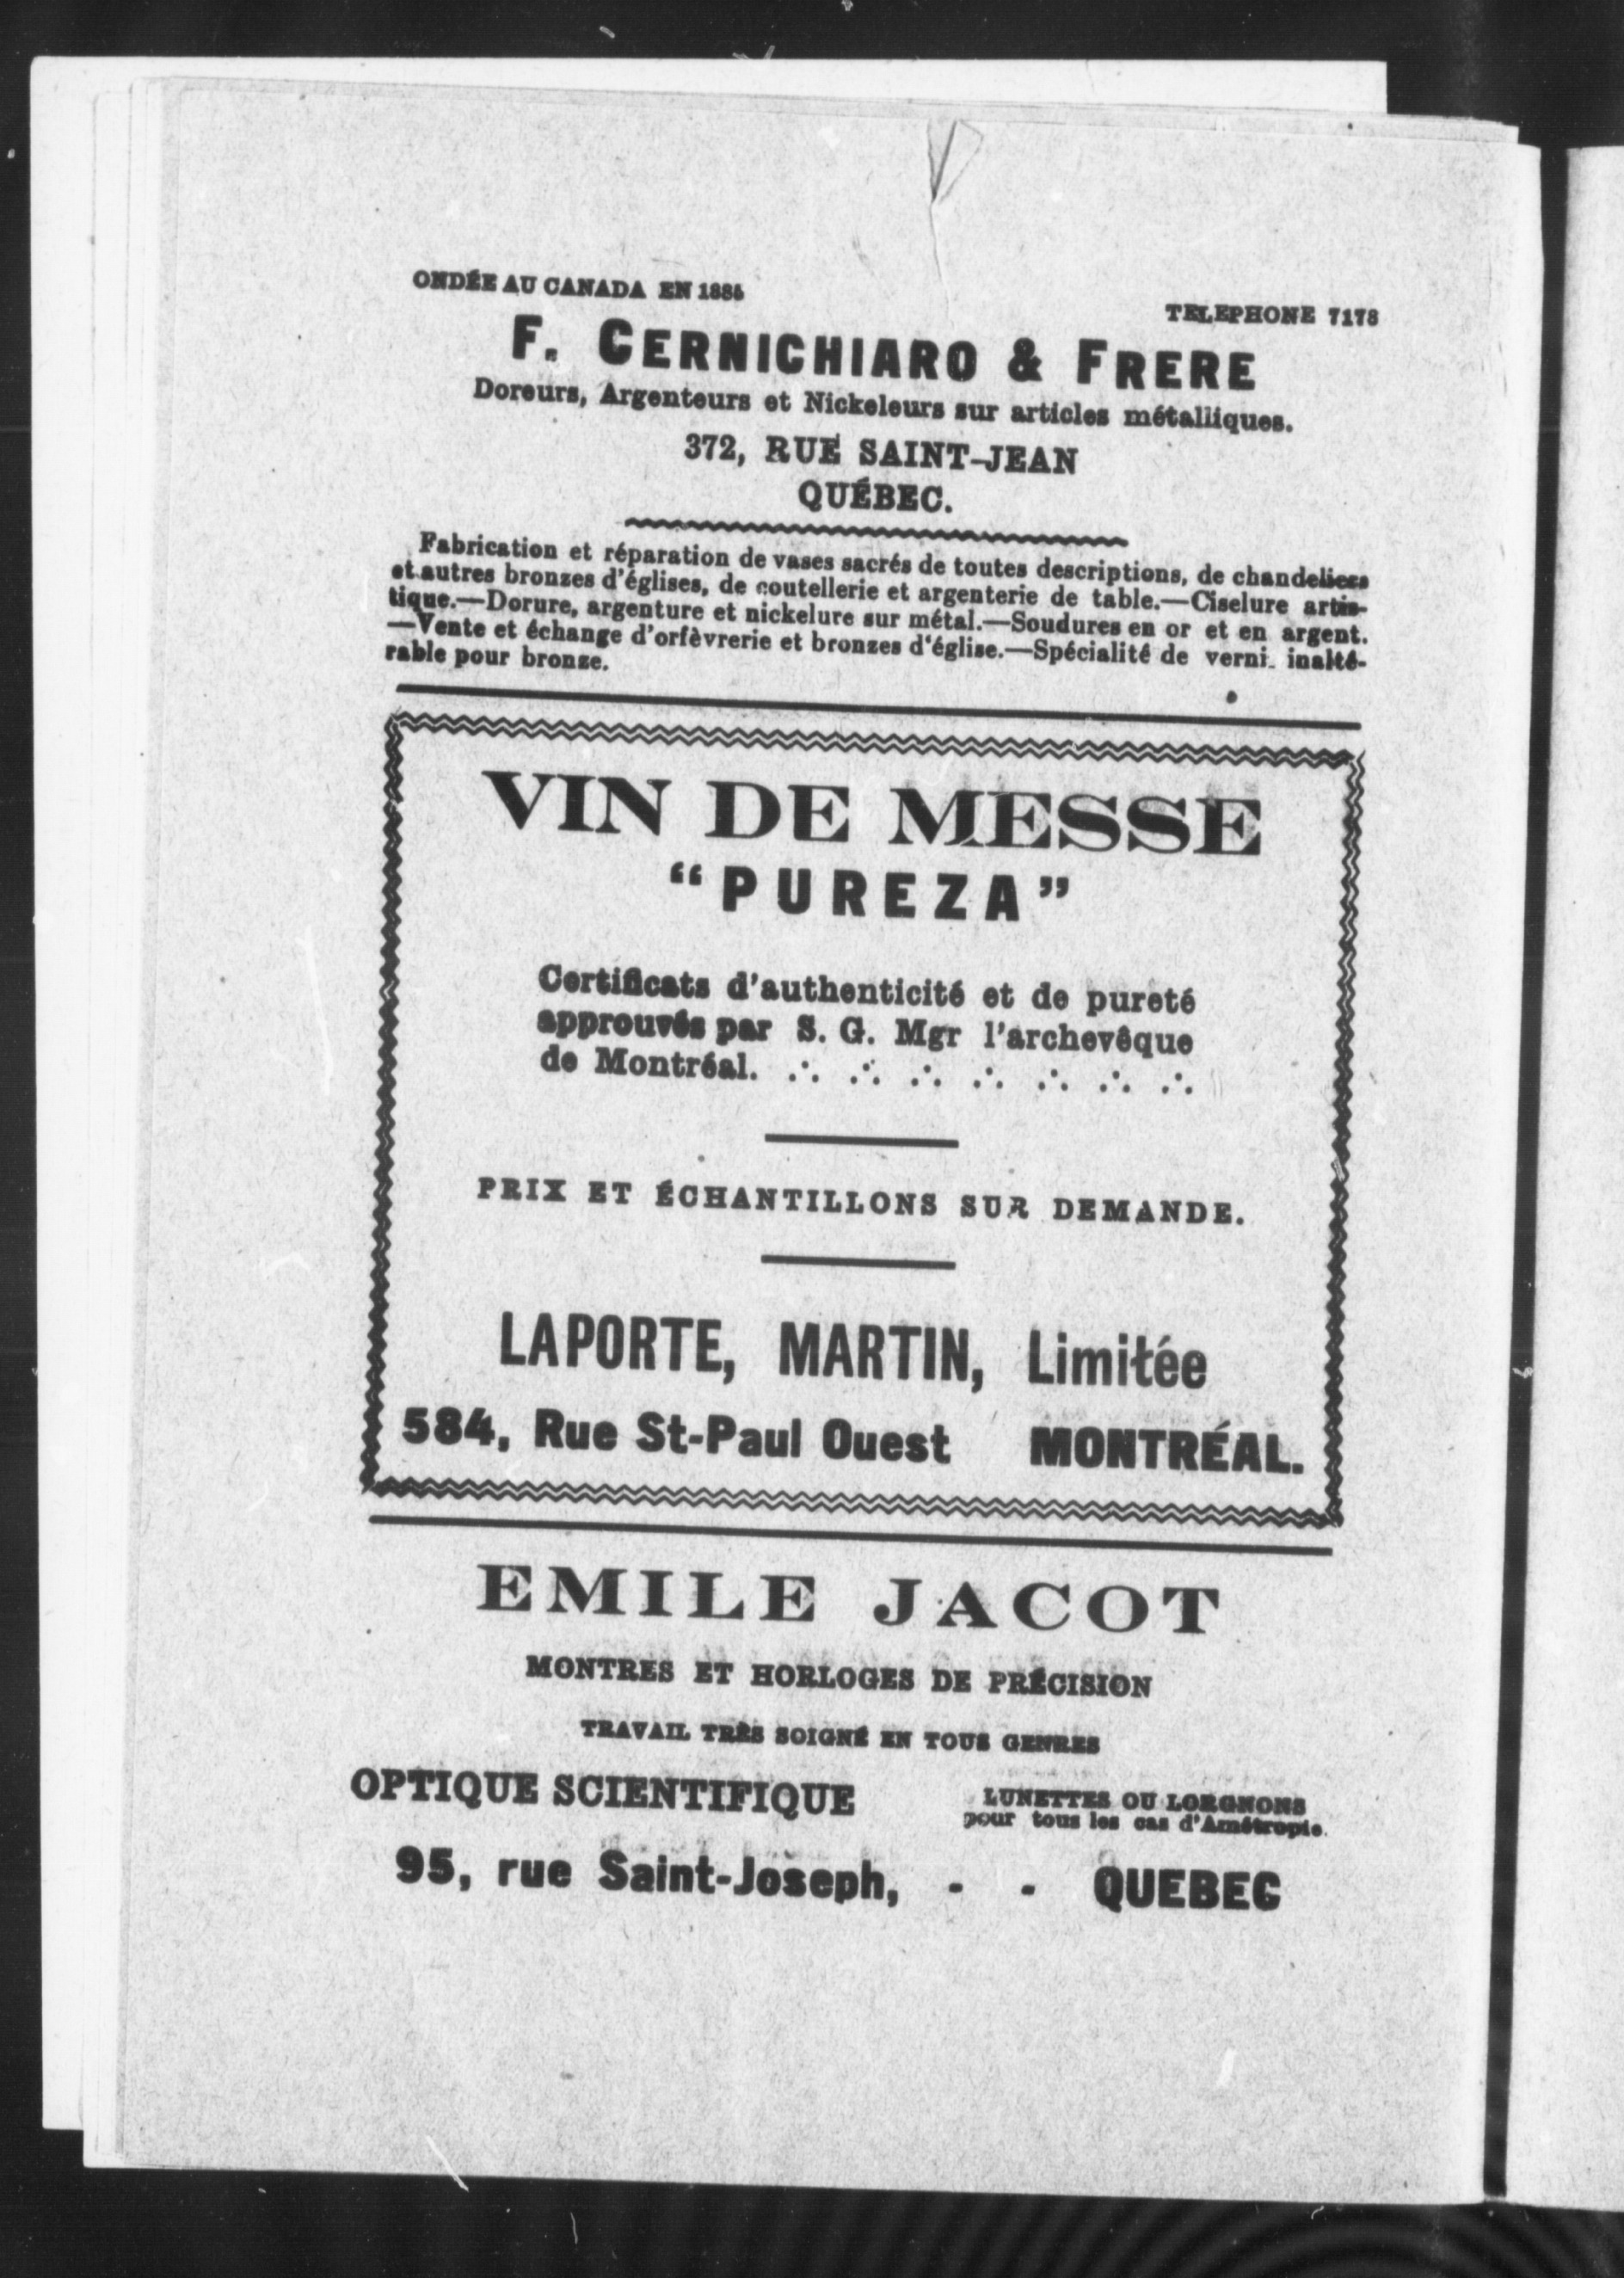 ONDÉE AU CANADA EN 1885
TELEPHONE 7178
F. CERNICHIARO & FRERE
Doreurs, Argenteurs et Nickeleurs sur articles métalliques.
372, RUE SAINT-JEAN
QUÉBEC.
Fabrication et réparation de vases sacrés de toutes descriptions, de chandeliers
et autres bronzes d'églises, de coutellerie et argenterie de table.—Ciselure artis-
tique.—Dorure, argenture et nickelure sur métal.—Soudures en or et en argent.
—Vente et échange d'orfèvrerie et bronzes d'église.—Spécialité de verni inalté-
rable pour bronze.
VIN DE MESSE
"PUREZA"
Certificats d'authenticité et de pureté
approuvés par S. G. Mgr l'archevêque
de Montréal. ∴ ∴ ∴ ∴ ∴ ∴ ∴
PRIX ET ÉCHANTILLONS SUR DEMANDE.
LAPORTE, MARTIN, Limitée
584, Rue St-Paul Ouest MONTRÉAL.
EMILE JACOT
MONTRES ET HORLOGES DE PRÉCISION
TRAVAIL TRÈS SOIGNÉ EN TOUS GENRES
OPTIQUE SCIENTIFIQUE
LUNETTES OU LORGNONS
pour tous les cas d'Amétropie.
95, rue Saint-Joseph, - - QUEBEC